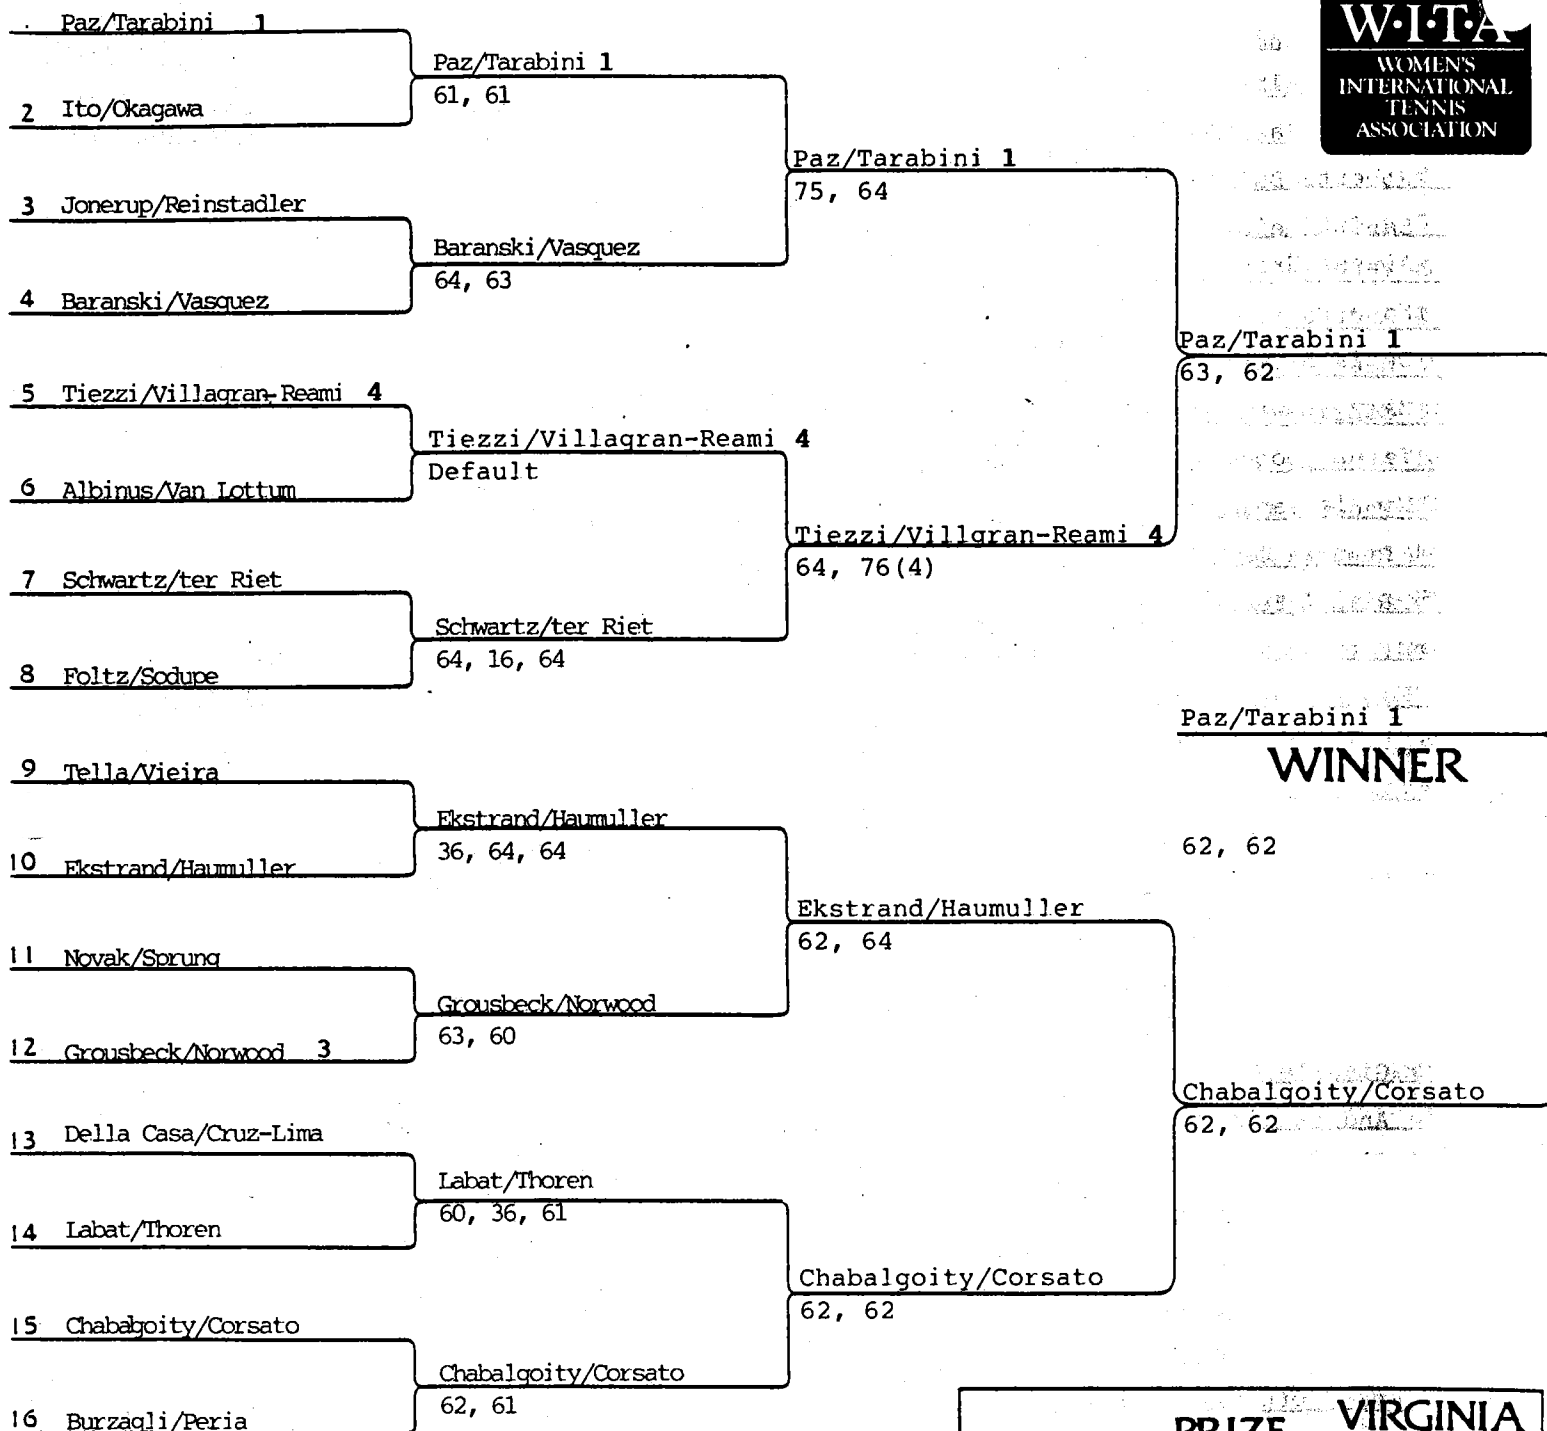 W·I·T·A
WOMEN'S
INTERNATIONAL
TENNIS
ASSOCIATION
Paz/Tarabini 1
2 Ito/Okagawa
3 Jonerup/Reinstadler
4 Baranski/Vasquez
5 Tiezzi/Villagran-Reami 4
6 Albinus/Van Lottum
7 Schwartz/ter Riet
8 Foltz/Sodupe
9 Tella/Vieira
10 Ekstrand/Haumuller
11 Novak/Sprung
12 Grousbeck/Norwood 3
13 Della Casa/Cruz-Lima
14 Labat/Thoren
15 Chabalgoity/Corsato
16 Burzagli/Peria
Paz/Tarabini 1
61, 61
Baranski/Vasquez
64, 63
Tiezzi/Villagran-Reami 4
Default
Schwartz/ter Riet
64, 16, 64
Ekstrand/Haumuller
36, 64, 64
Grousbeck/Norwood
63, 60
Labat/Thoren
60, 36, 61
Chabalgoity/Corsato
62, 61
Paz/Tarabini 1
75, 64
Tiezzi/Villgran-Reami 4
64, 76(4)
Ekstrand/Haumuller
62, 64
Chabalgoity/Corsato
62, 62
Paz/Tarabini 1
63, 62
Chabalgoity/Corsato
62, 62
Paz/Tarabini 1
WINNER
62, 62
PRIZE
VIRGINIA